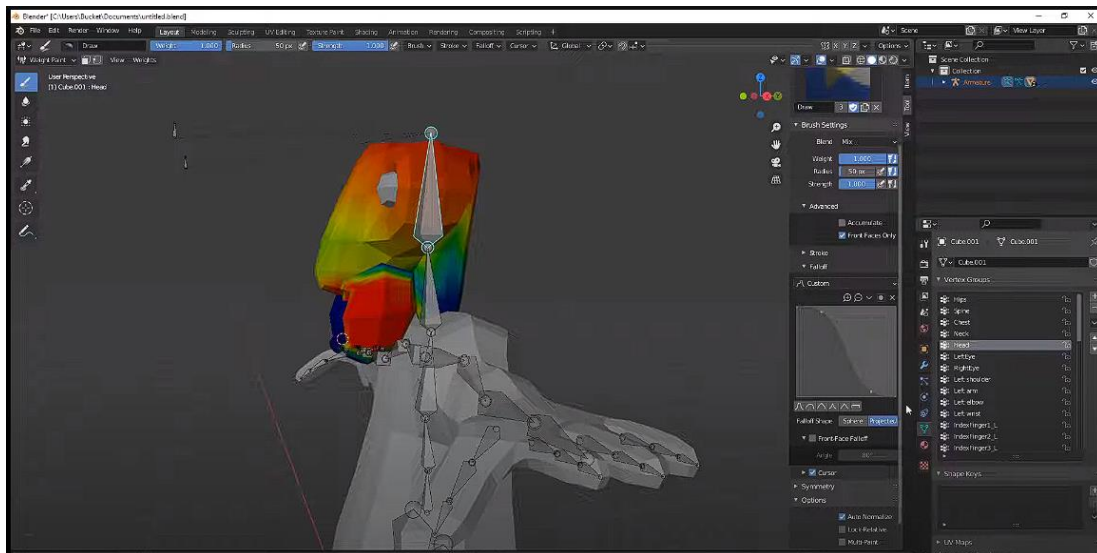 Blender* [C:\Users\Bucket\Documents\untitled.blend]
File Edit Render Window Help Layout Modeling Sculpting UV Editing Texture Paint Shading Animation Rendering Compositing Scripting + Scene View Layer
Draw Weight 1.000 Radius 50 px Strength 1.000 Brush Stroke Falloff Cursor Global X Y Z Options
Weight Paint View Weights
User Perspective
(1) Cube.001 : Head
Scene Collection
Collection
Armature
Item
Tool
View
Draw 3
Brush Settings
Blend Mix
Weight 1.000
Radius 50 px
Strength 1.000
Advanced
Accumulate
Front Faces Only
Stroke
Falloff
Custom
Falloff Shape Sphere Projected
Front-Face Falloff
Angle 80°
Cursor
Symmetry
Options
Auto Normalize
Lock Relative
Multi-Paint
Cube.001 Cube.001
Cube.001
Vertex Groups
Hips
Spine
Chest
Neck
Head
LeftEye
RightEye
Left shoulder
Left arm
Left elbow
Left wrist
IndexFinger1_L
IndexFinger2_L
IndexFinger3_L
Shape Keys
UV Maps